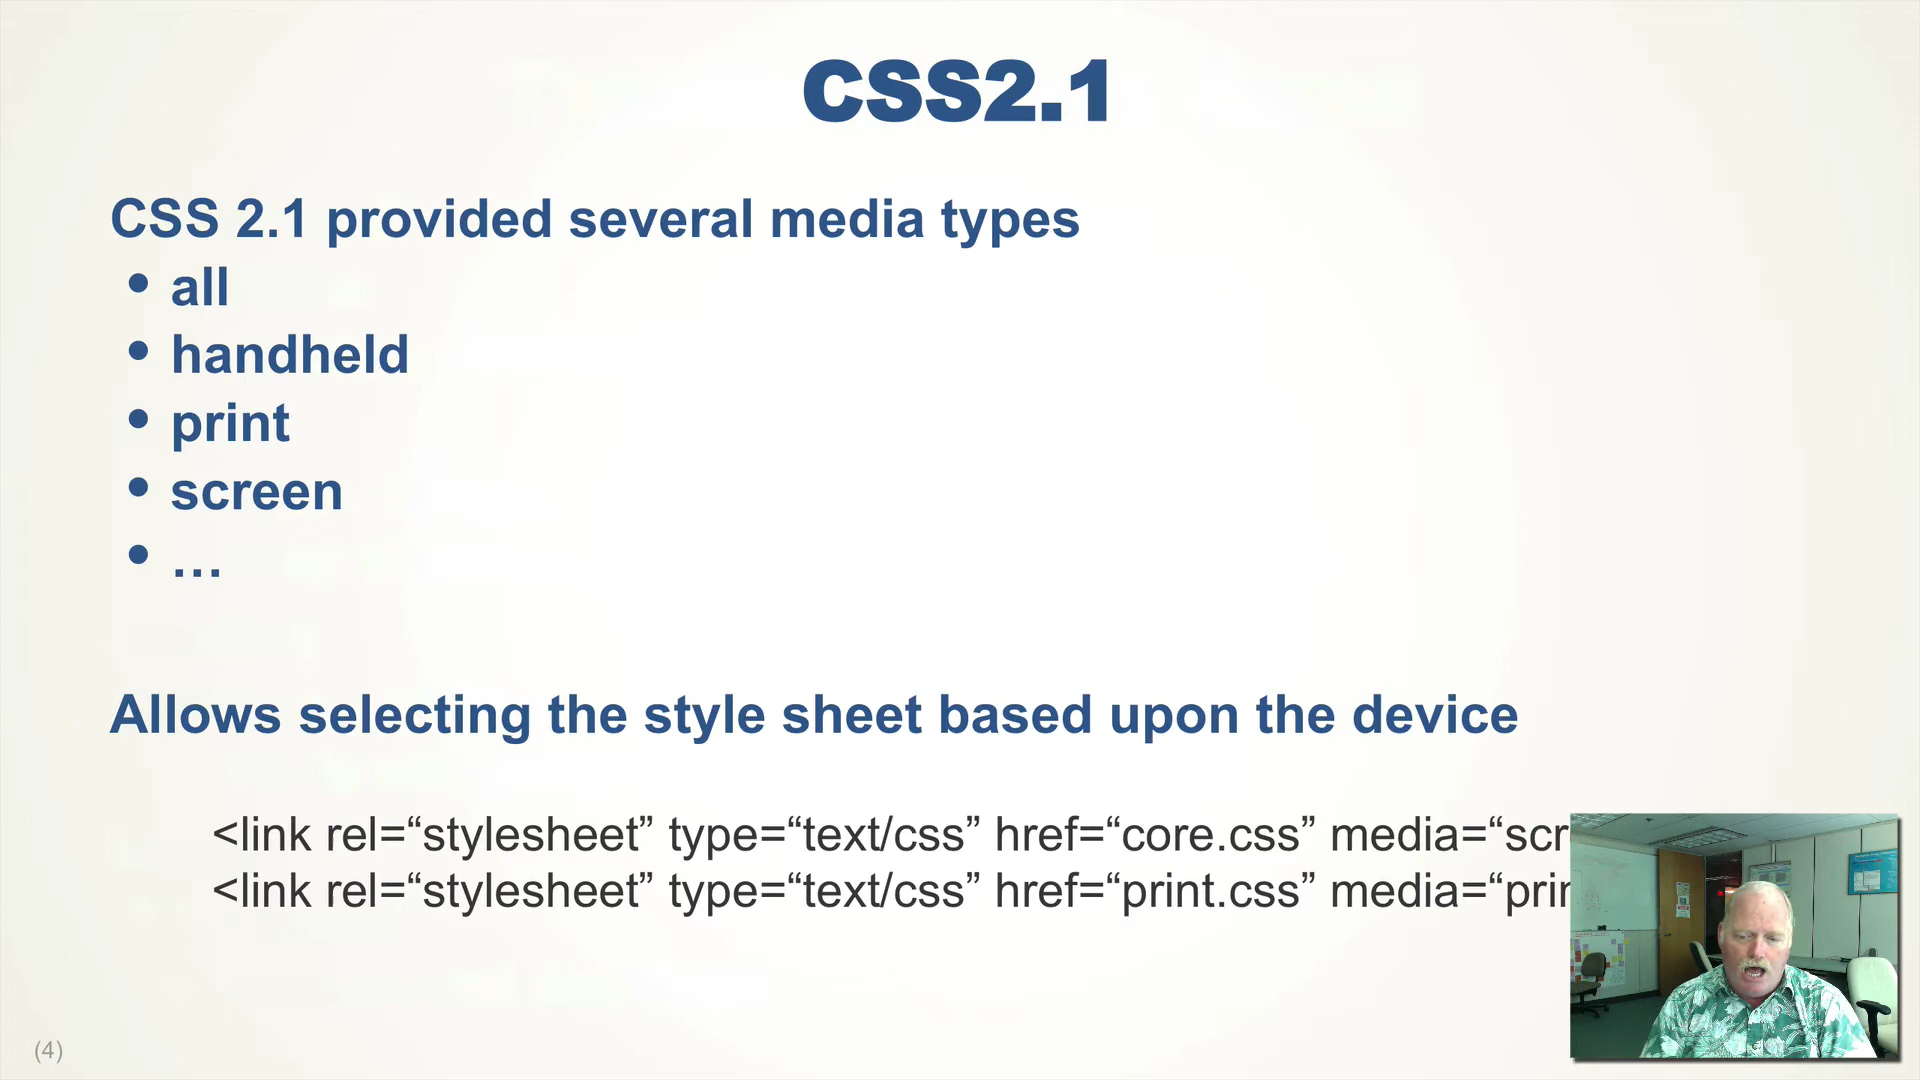 CSS2.1
CSS 2.1 provided several media types
• all
• handheld
• print
• screen
• …
Allows selecting the style sheet based upon the device
<link rel=“stylesheet” type=“text/css” href=“core.css” media=“scr
<link rel=“stylesheet” type=“text/css” href=“print.css” media=“prin
(4)